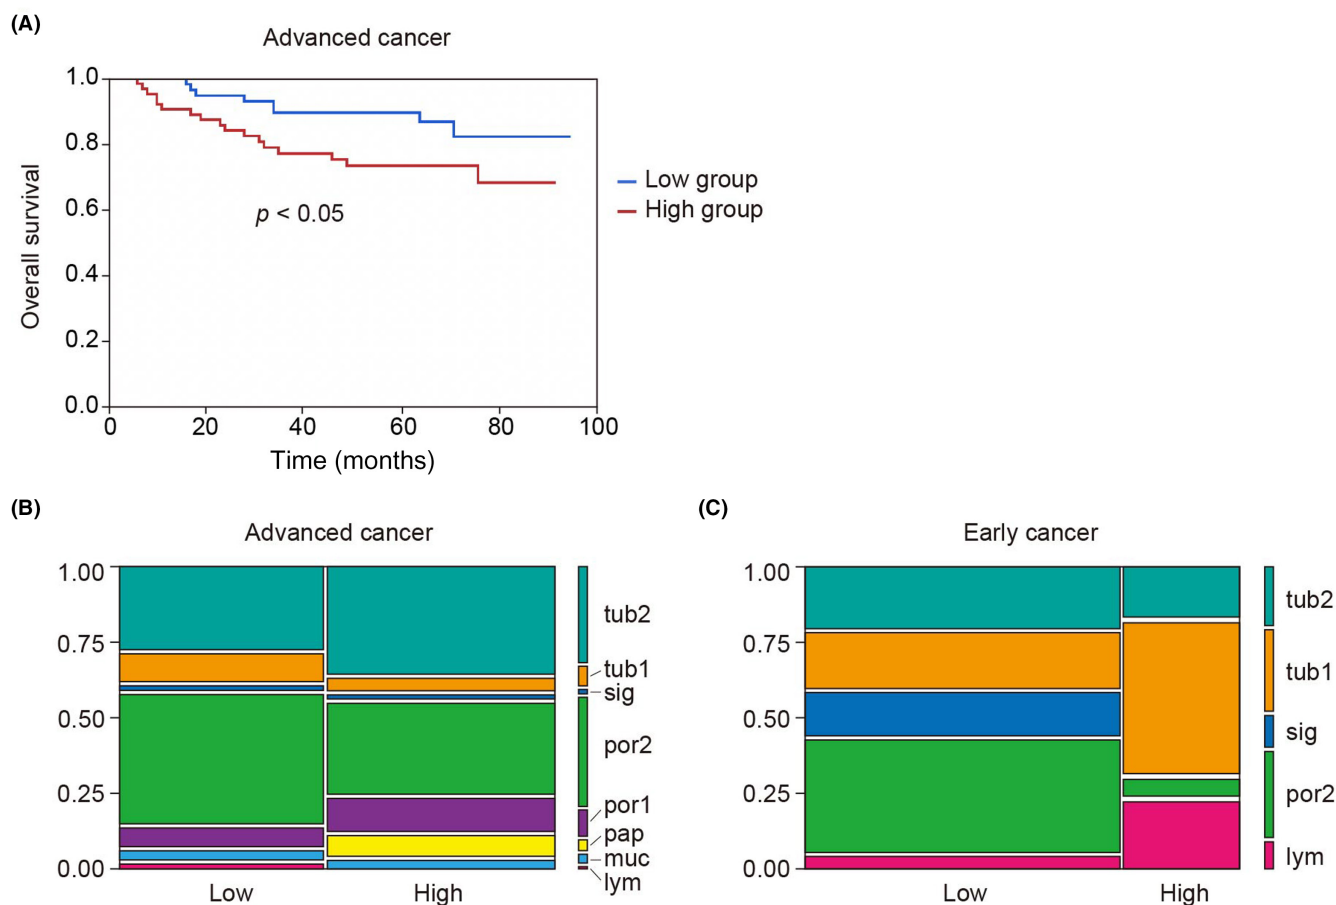 (A)
Advanced cancer
Overall survival
1.0
0.8
0.6
0.4
0.2
0.0
p < 0.05
0 20 40 60 80 100
Time (months)
Low group
High group
(B)
Advanced cancer
1.00
0.75
0.50
0.25
0.00
Low High
tub2
tub1
sig
por2
por1
pap
muc
lym
(C)
Early cancer
1.00
0.75
0.50
0.25
0.00
Low High
tub2
tub1
sig
por2
lym